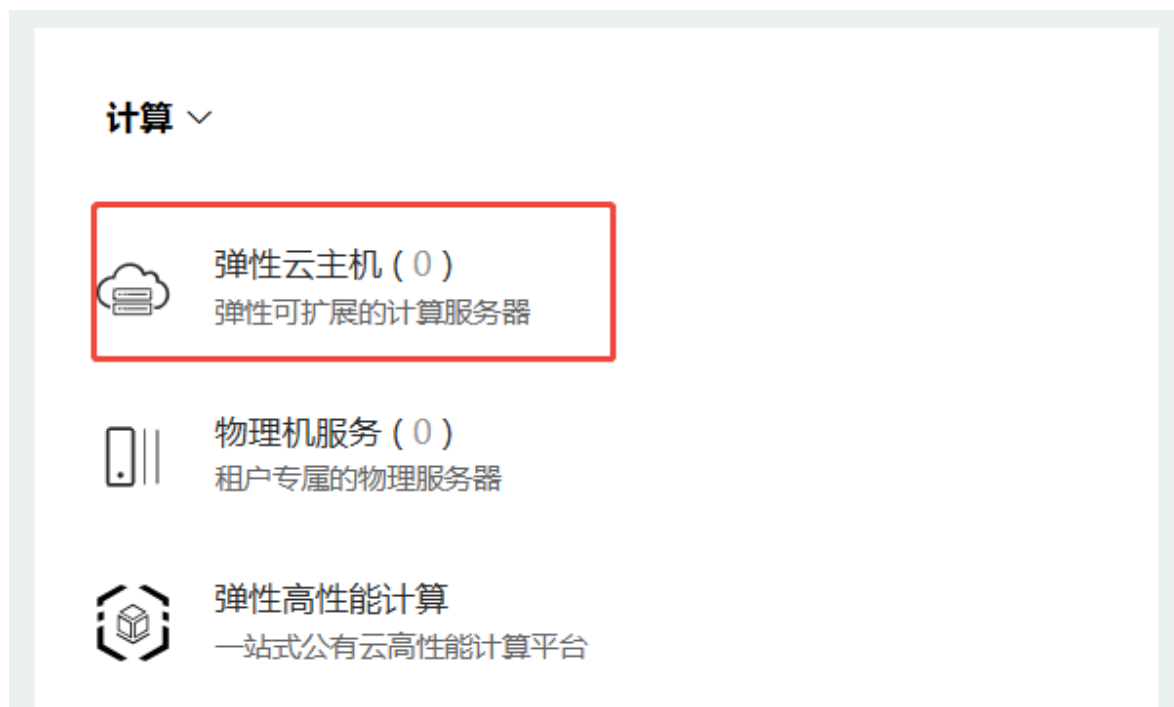 计算
弹性云主机 ( 0 )
弹性可扩展的计算服务器
物理机服务 ( 0 )
租户专属的物理服务器
弹性高性能计算
一站式公有云高性能计算平台